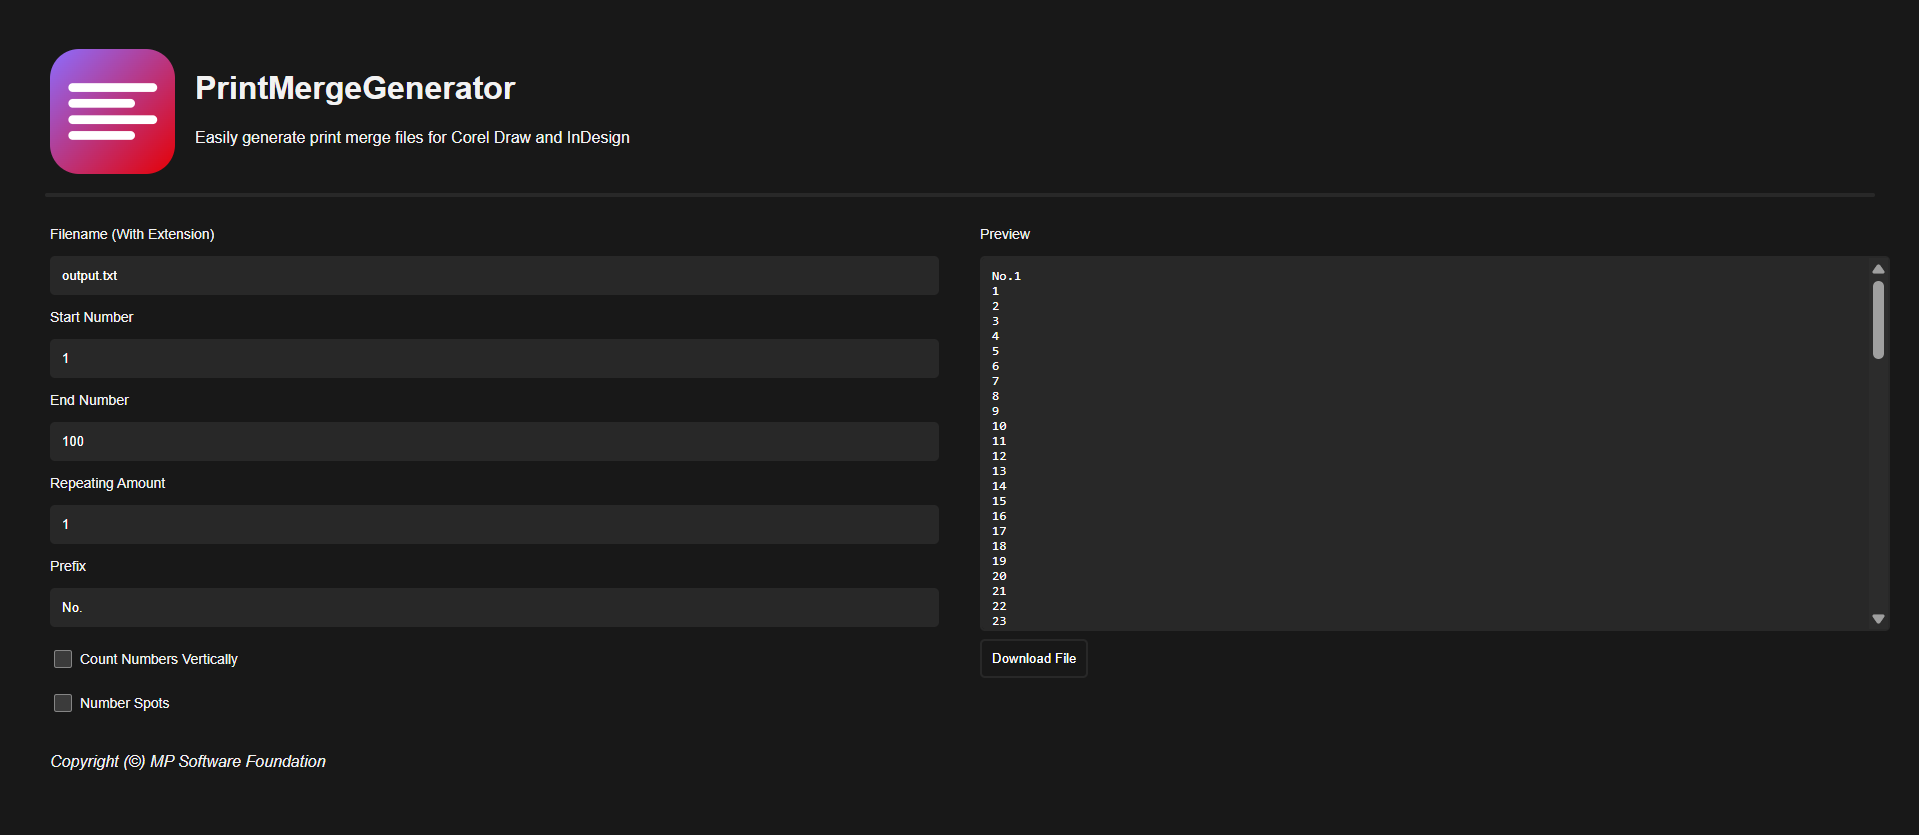 PrintMergeGenerator
Easily generate print merge files for Corel Draw and InDesign
Filename (With Extension)
output.txt
Start Number
1
End Number
100
Repeating Amount
1
Prefix
No.
Count Numbers Vertically
Number Spots
Preview
No.1
1
2
3
4
5
6
7
8
9
10
11
12
13
14
15
16
17
18
19
20
21
22
23
Download File
Copyright (©) MP Software Foundation